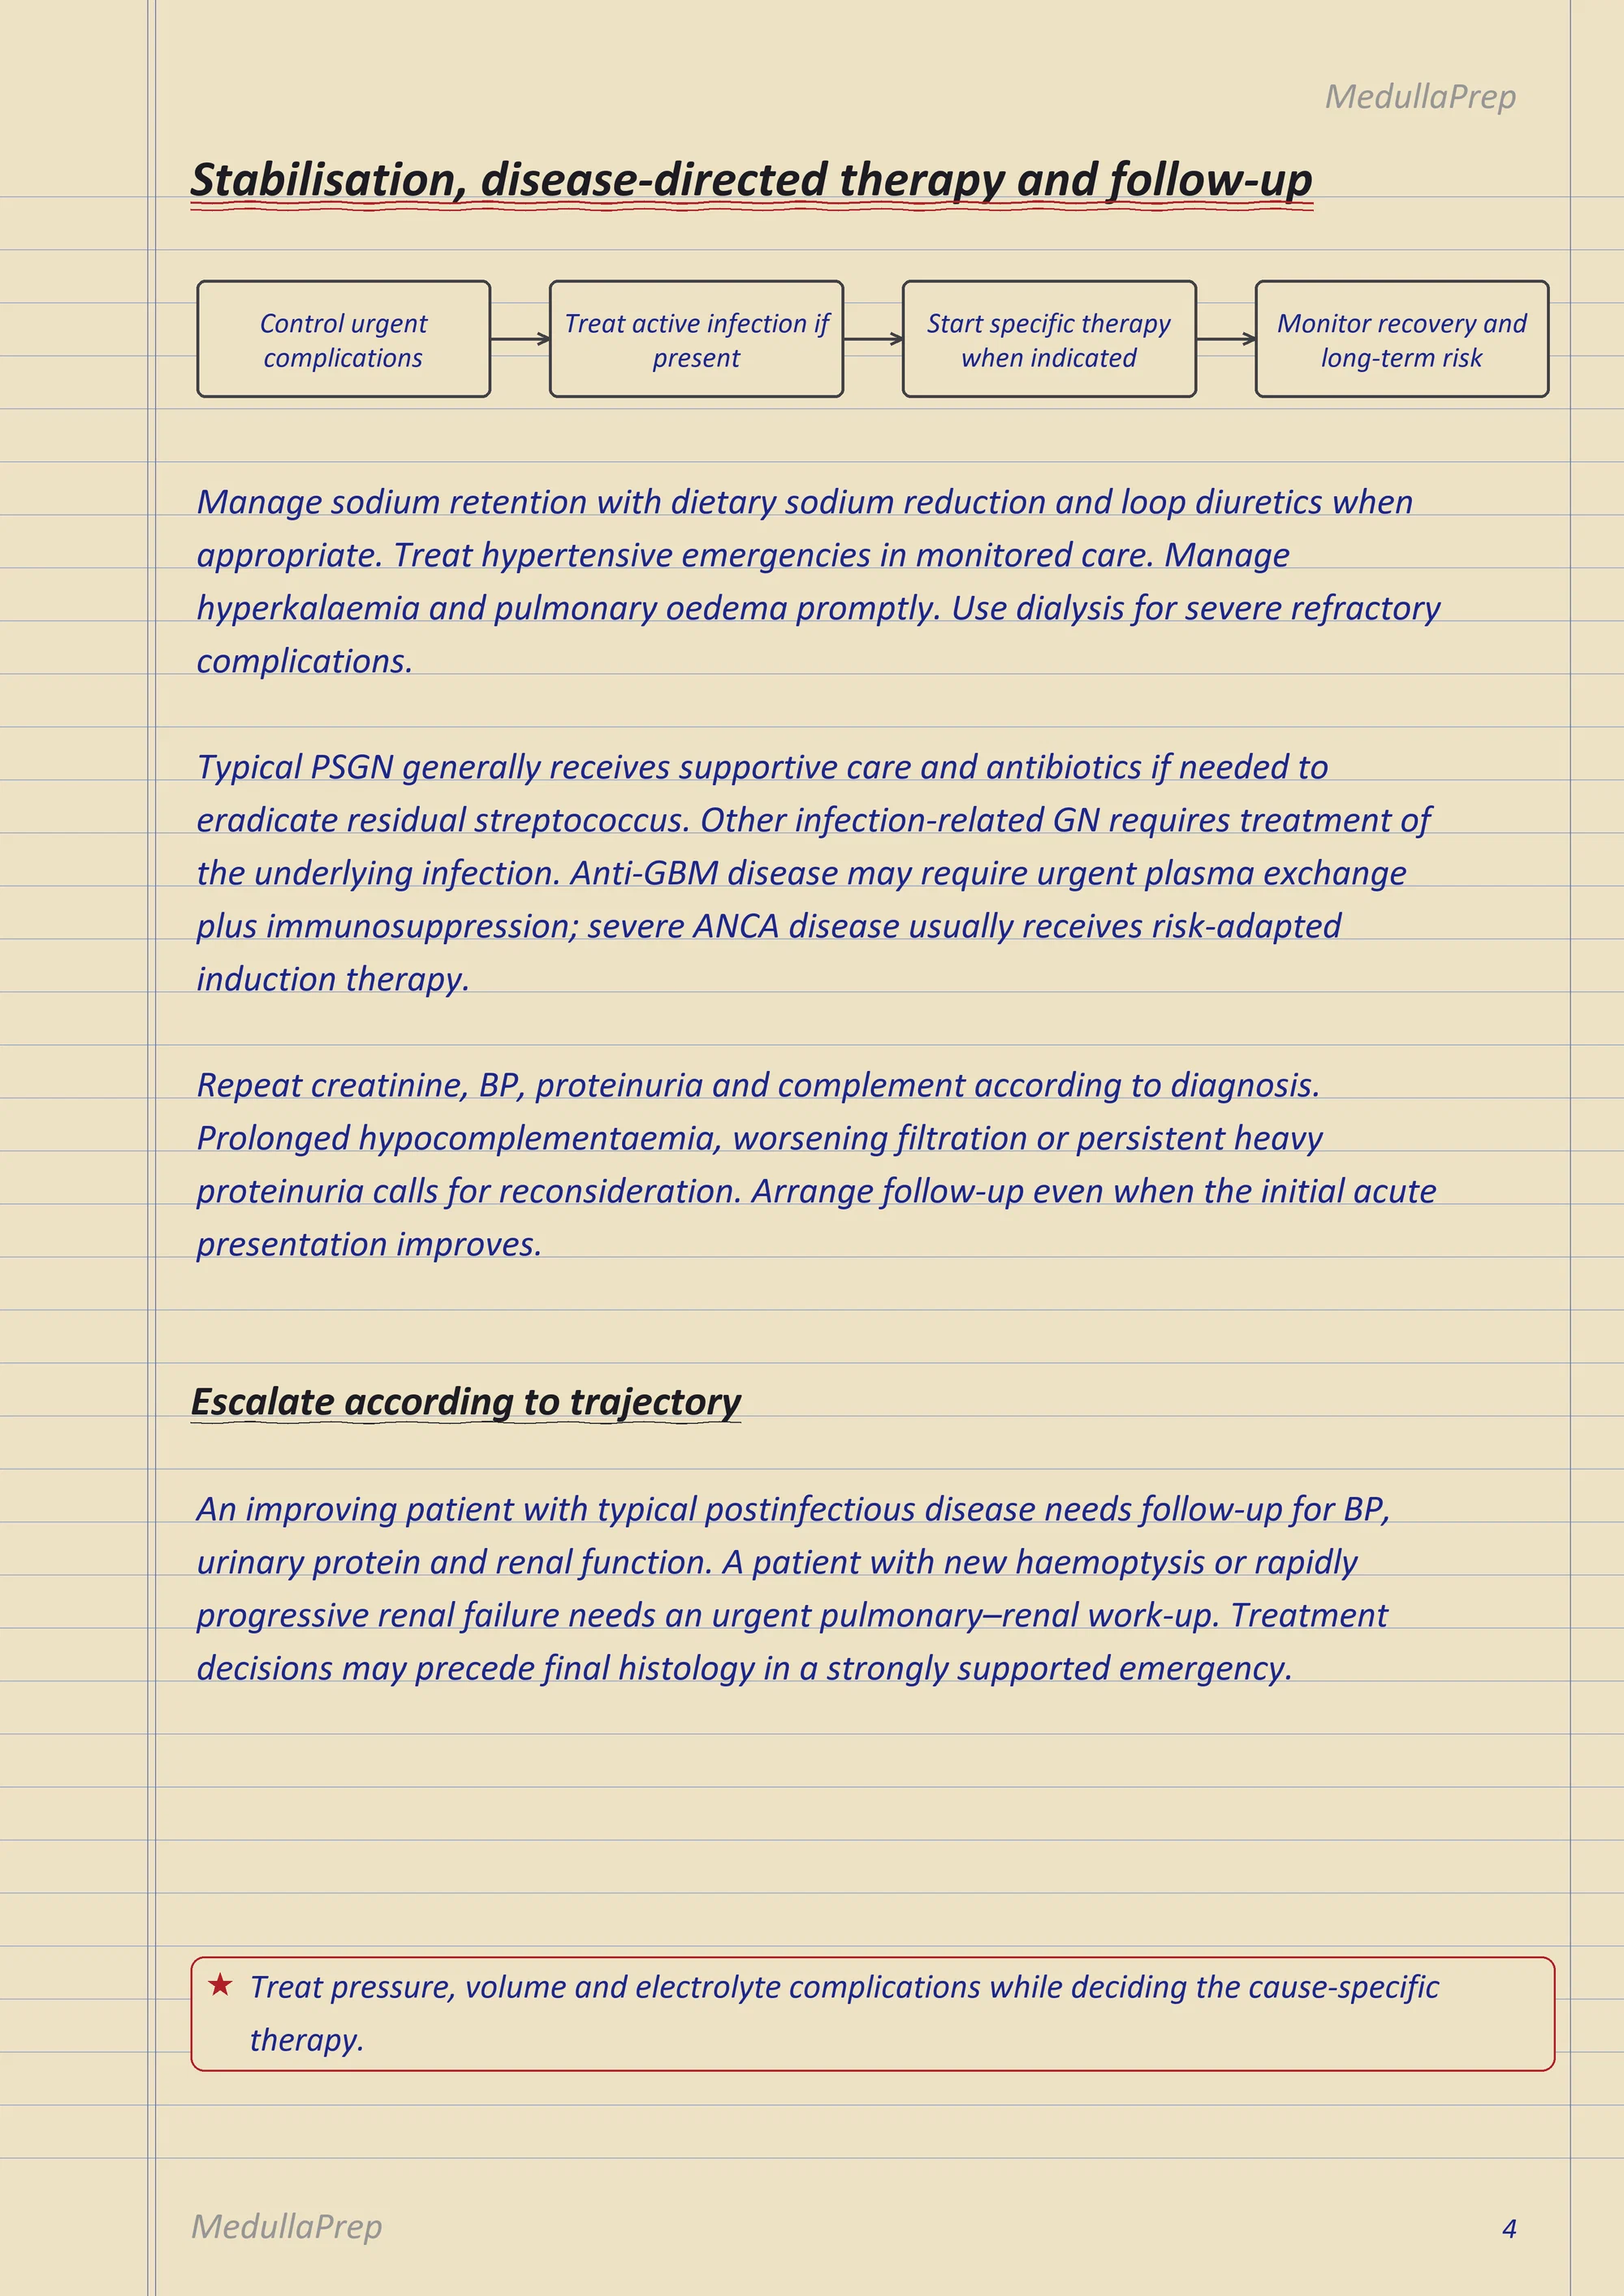 MedullaPrep
Stabilisation, disease-directed therapy and follow-up
Control urgent
complications
Treat active infection if
present
Start specific therapy
when indicated
Monitor recovery and
long-term risk
Manage sodium retention with dietary sodium reduction and loop diuretics when
appropriate. Treat hypertensive emergencies in monitored care. Manage
hyperkalaemia and pulmonary oedema promptly. Use dialysis for severe refractory
complications.
Typical PSGN generally receives supportive care and antibiotics if needed to
eradicate residual streptococcus. Other infection-related GN requires treatment of
the underlying infection. Anti-GBM disease may require urgent plasma exchange
plus immunosuppression; severe ANCA disease usually receives risk-adapted
induction therapy.
Repeat creatinine, BP, proteinuria and complement according to diagnosis.
Prolonged hypocomplementaemia, worsening filtration or persistent heavy
proteinuria calls for reconsideration. Arrange follow-up even when the initial acute
presentation improves.
Escalate according to trajectory
An improving patient with typical postinfectious disease needs follow-up for BP,
urinary protein and renal function. A patient with new haemoptysis or rapidly
progressive renal failure needs an urgent pulmonary–renal work-up. Treatment
decisions may precede final histology in a strongly supported emergency.
★ Treat pressure, volume and electrolyte complications while deciding the cause-specific
therapy.
MedullaPrep
4